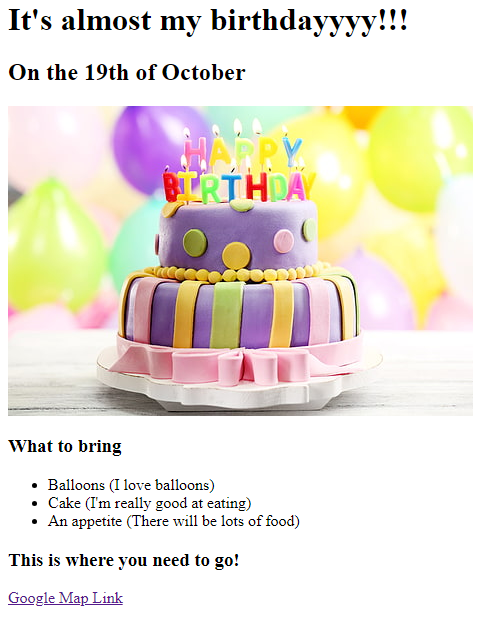 It's almost my birthdayyyy!!!
On the 19th of October
HAPPY
BIRTHDAY
What to bring
Balloons (I love balloons)
Cake (I'm really good at eating)
An appetite (There will be lots of food)
This is where you need to go!
Google Map Link